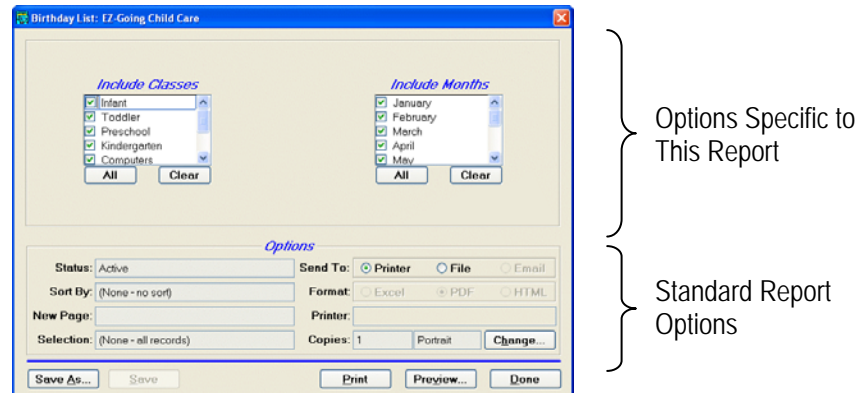 Birthday List: EZ-Going Child Care
Include Classes
Infant
Toddler
Preschool
Kindergarten
Computers
All Clear
Include Months
January
February
March
April
May
All Clear
Options Specific to
This Report
Options
Status: Active
Send To: Printer File Email
Sort By: (None - no sort)
Format: Excel PDF HTML
New Page:
Printer:
Selection: (None - all records)
Copies: 1 Portrait Change...
Standard Report
Options
Save As... Save Print Preview... Done